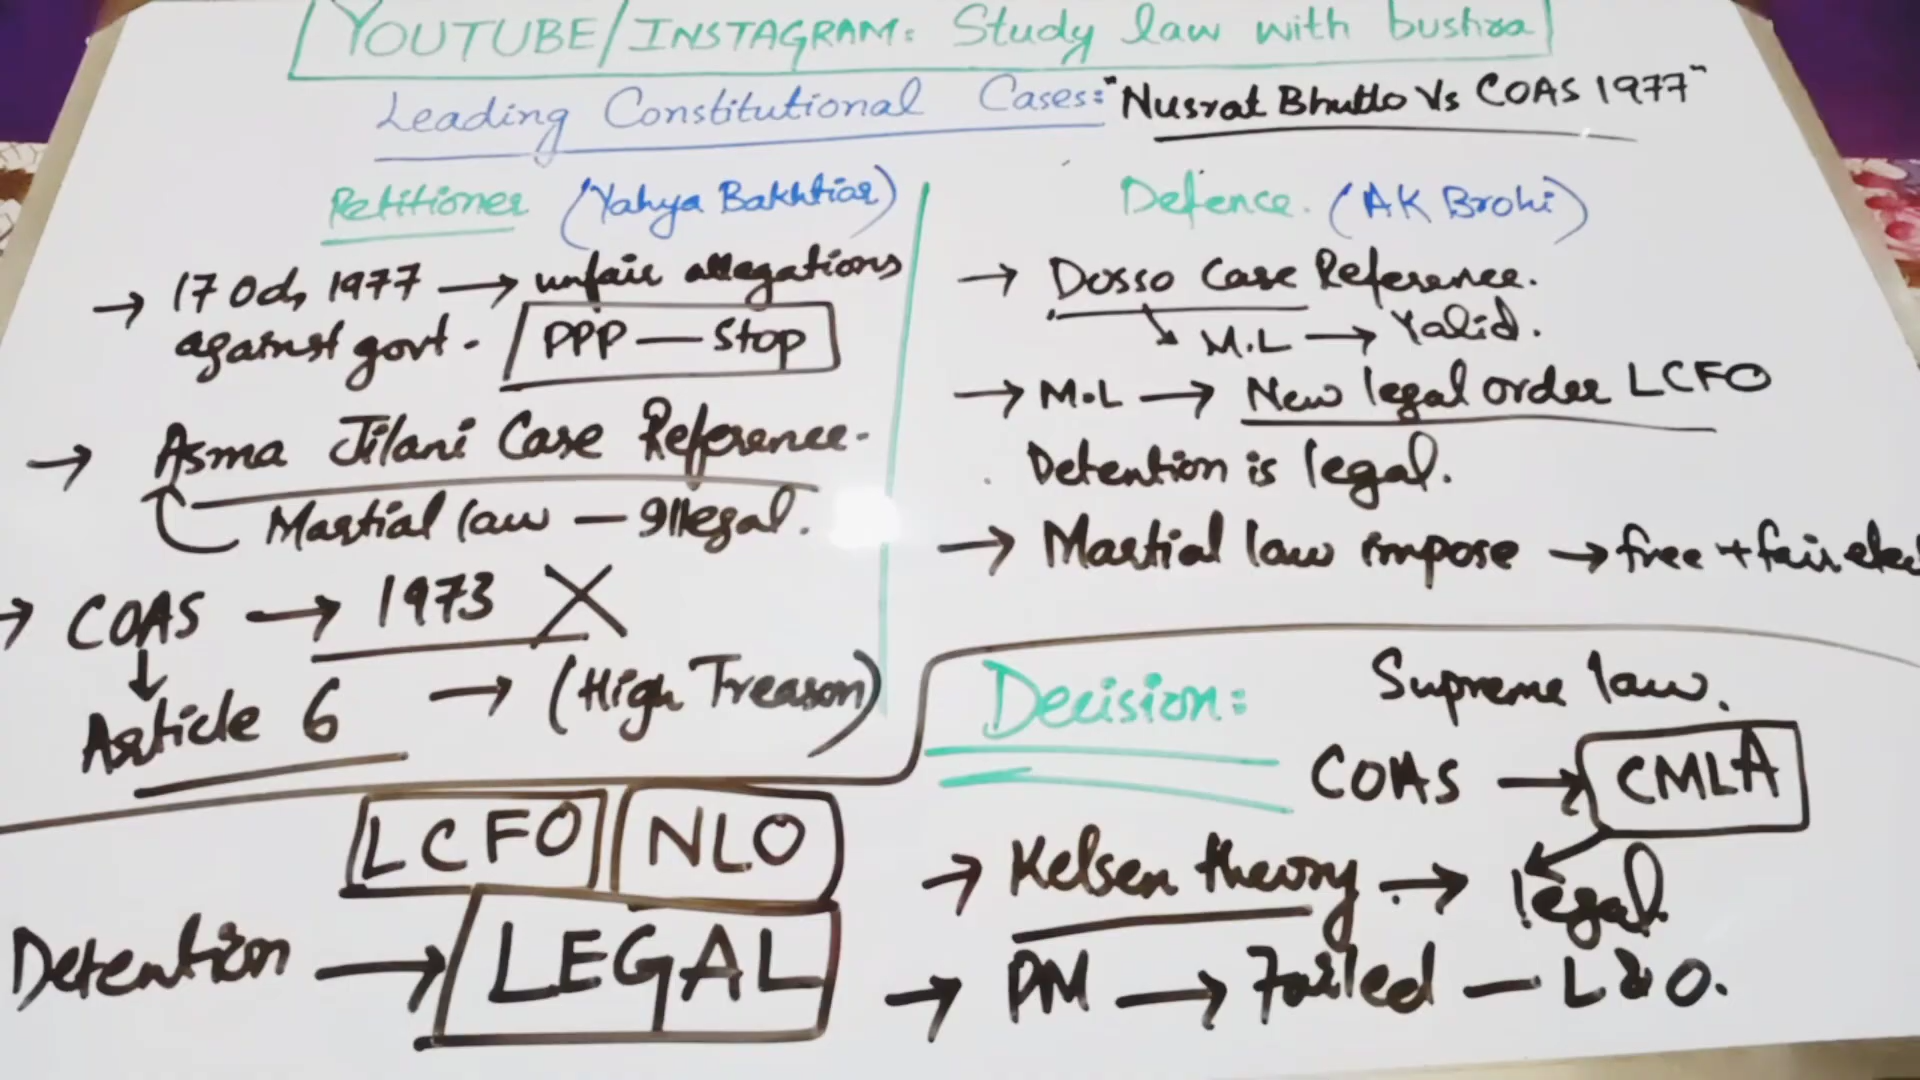 YOUTUBE/INSTAGRAM: Study law with bushra
Leading Constitutional Cases: "Nusrat Bhutto Vs COAS 1977"
Petitioner (Yahya Bakhtiar)
→ 17 Oct, 1977 → unfair allegations
against govt. PPP — Stop
→ Asma Jilani Case Reference.
Martial law — Illegal.
→ COAS → 1973 X
↓
Article 6 → (High Treason)
Defence. (AK Brohi)
→ Dosso Case Reference.
M.L → Valid.
→ M.L → New legal order LCFO
Detention is legal.
→ Martial law impose → free + fair elec
Decision: Supreme law.
COAS → CMLA
→ Kelsen theory → legal.
→ PM → Failed — L & O.
LCFO NLO
Detention → LEGAL